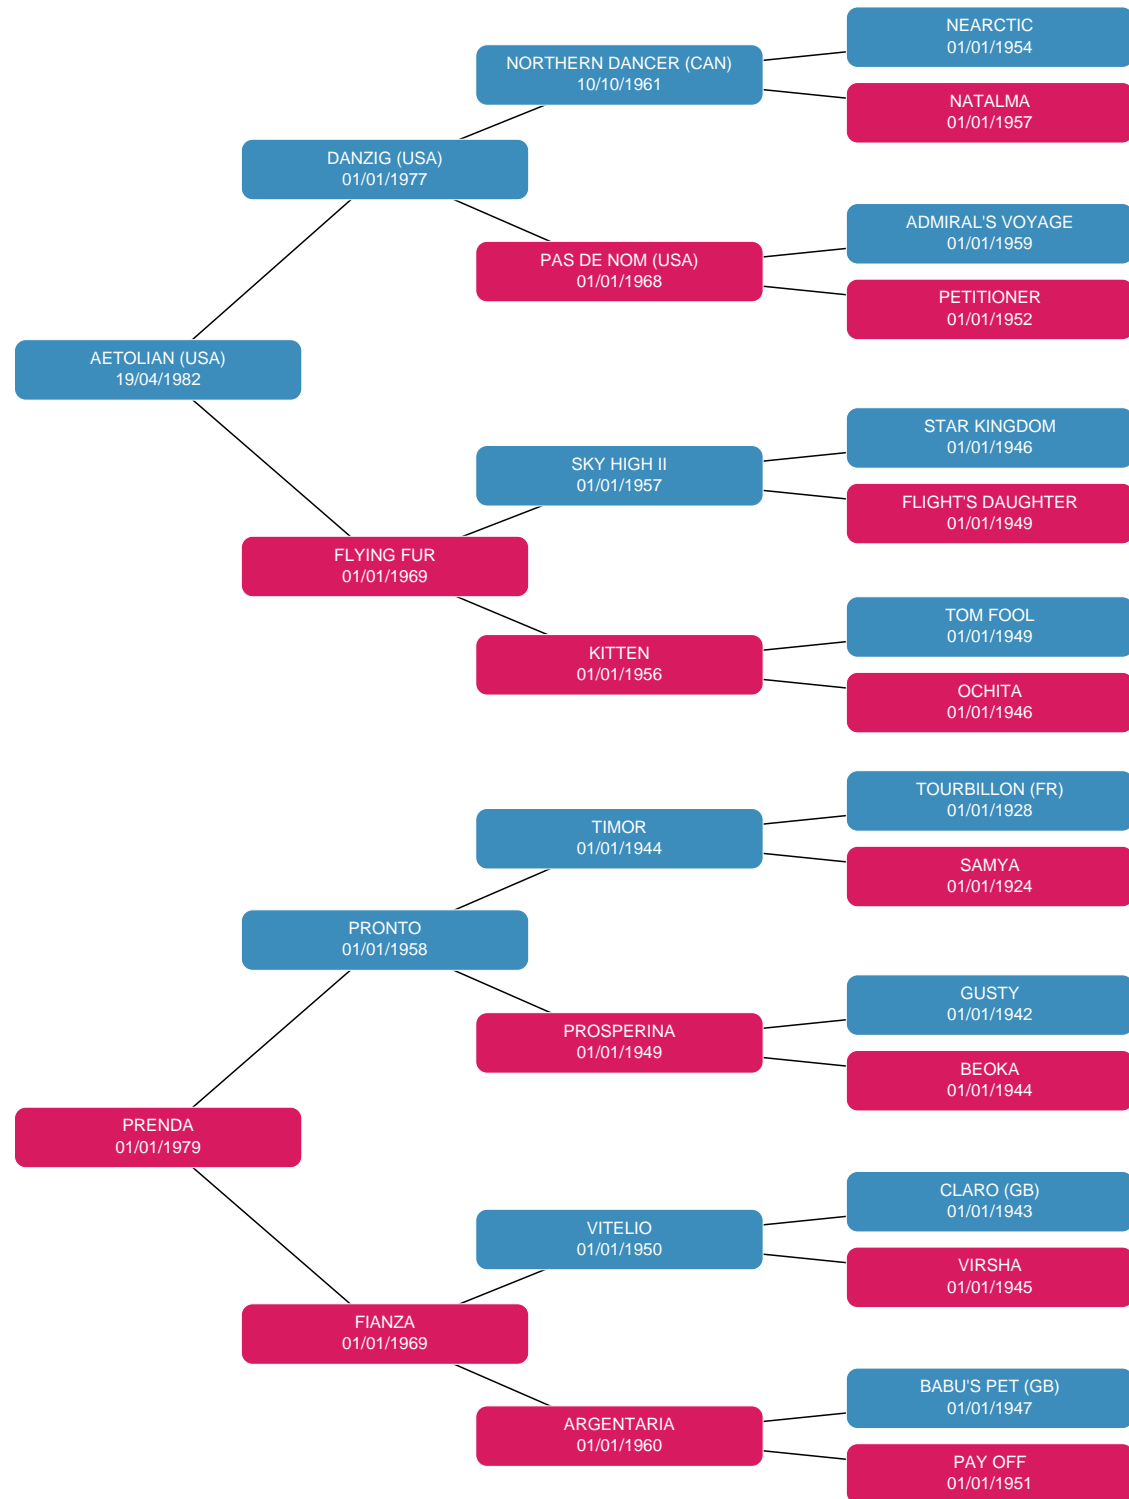 NEARCTIC
01/01/1954
NORTHERN DANCER (CAN)
10/10/1961
NATALMA
01/01/1957
DANZIG (USA)
01/01/1977
ADMIRAL'S VOYAGE
01/01/1959
PAS DE NOM (USA)
01/01/1968
PETITIONER
01/01/1952
AETOLIAN (USA)
19/04/1982
STAR KINGDOM
01/01/1946
SKY HIGH II
01/01/1957
FLIGHT'S DAUGHTER
01/01/1949
FLYING FUR
01/01/1969
TOM FOOL
01/01/1949
KITTEN
01/01/1956
OCHITA
01/01/1946
TOURBILLON (FR)
01/01/1928
TIMOR
01/01/1944
SAMYA
01/01/1924
PRONTO
01/01/1958
GUSTY
01/01/1942
PROSPERINA
01/01/1949
BEOKA
01/01/1944
PRENDA
01/01/1979
CLARO (GB)
01/01/1943
VITELIO
01/01/1950
VIRSHA
01/01/1945
FIANZA
01/01/1969
BABU'S PET (GB)
01/01/1947
ARGENTARIA
01/01/1960
PAY OFF
01/01/1951